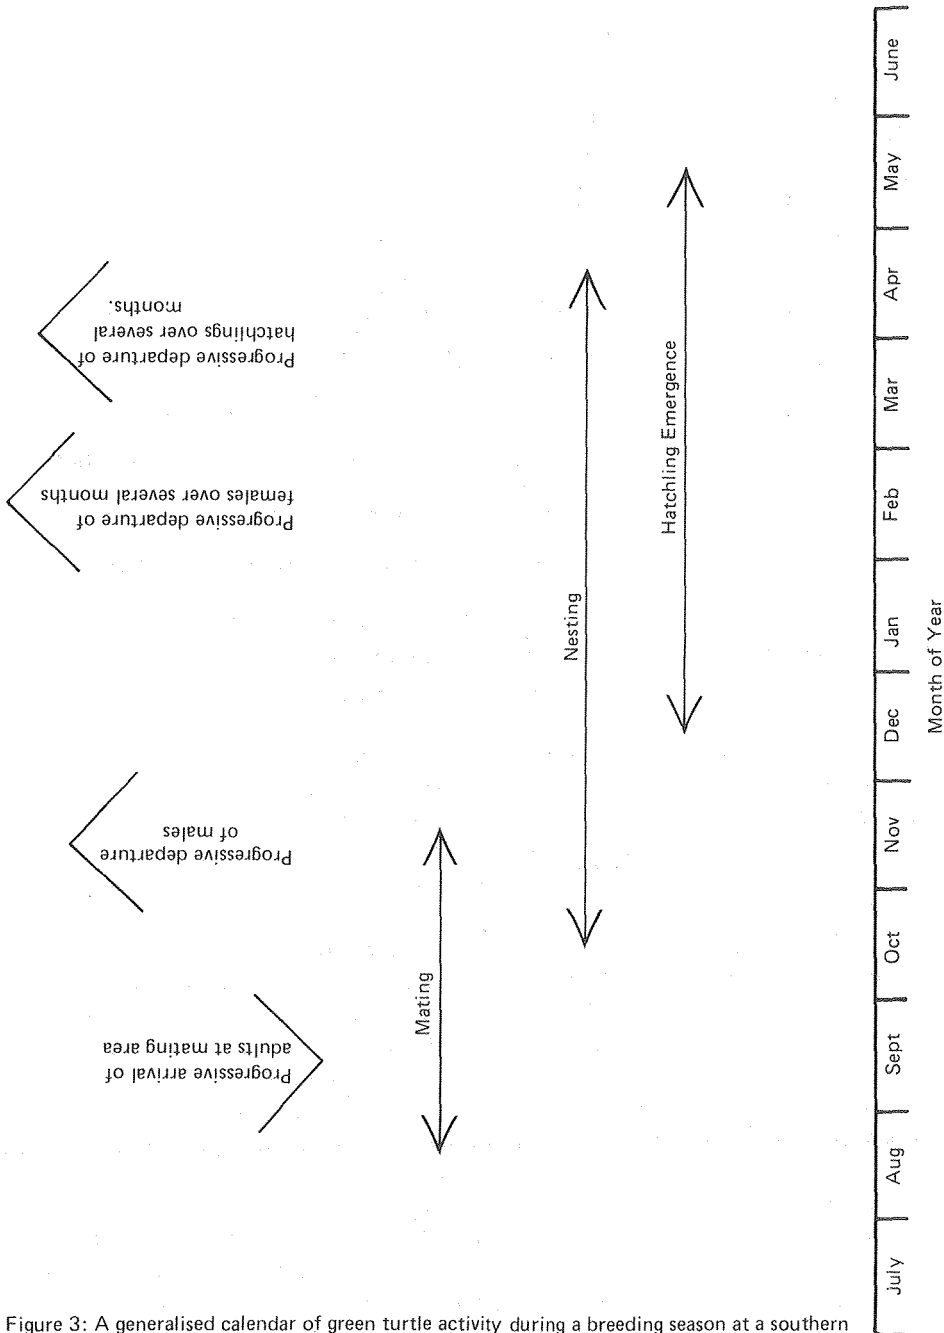 Progressive arrival of
adults at mating area
Progressive departure
of males
Progressive departure of
females over several months
Progressive departure of
hatchlings over several
months.
Mating
Nesting
Hatchling Emergence
July
Aug
Sept
Oct
Nov
Dec
Jan
Feb
Mar
Apr
May
June
Month of Year
Figure 3: A generalised calendar of green turtle activity during a breeding season at a southern